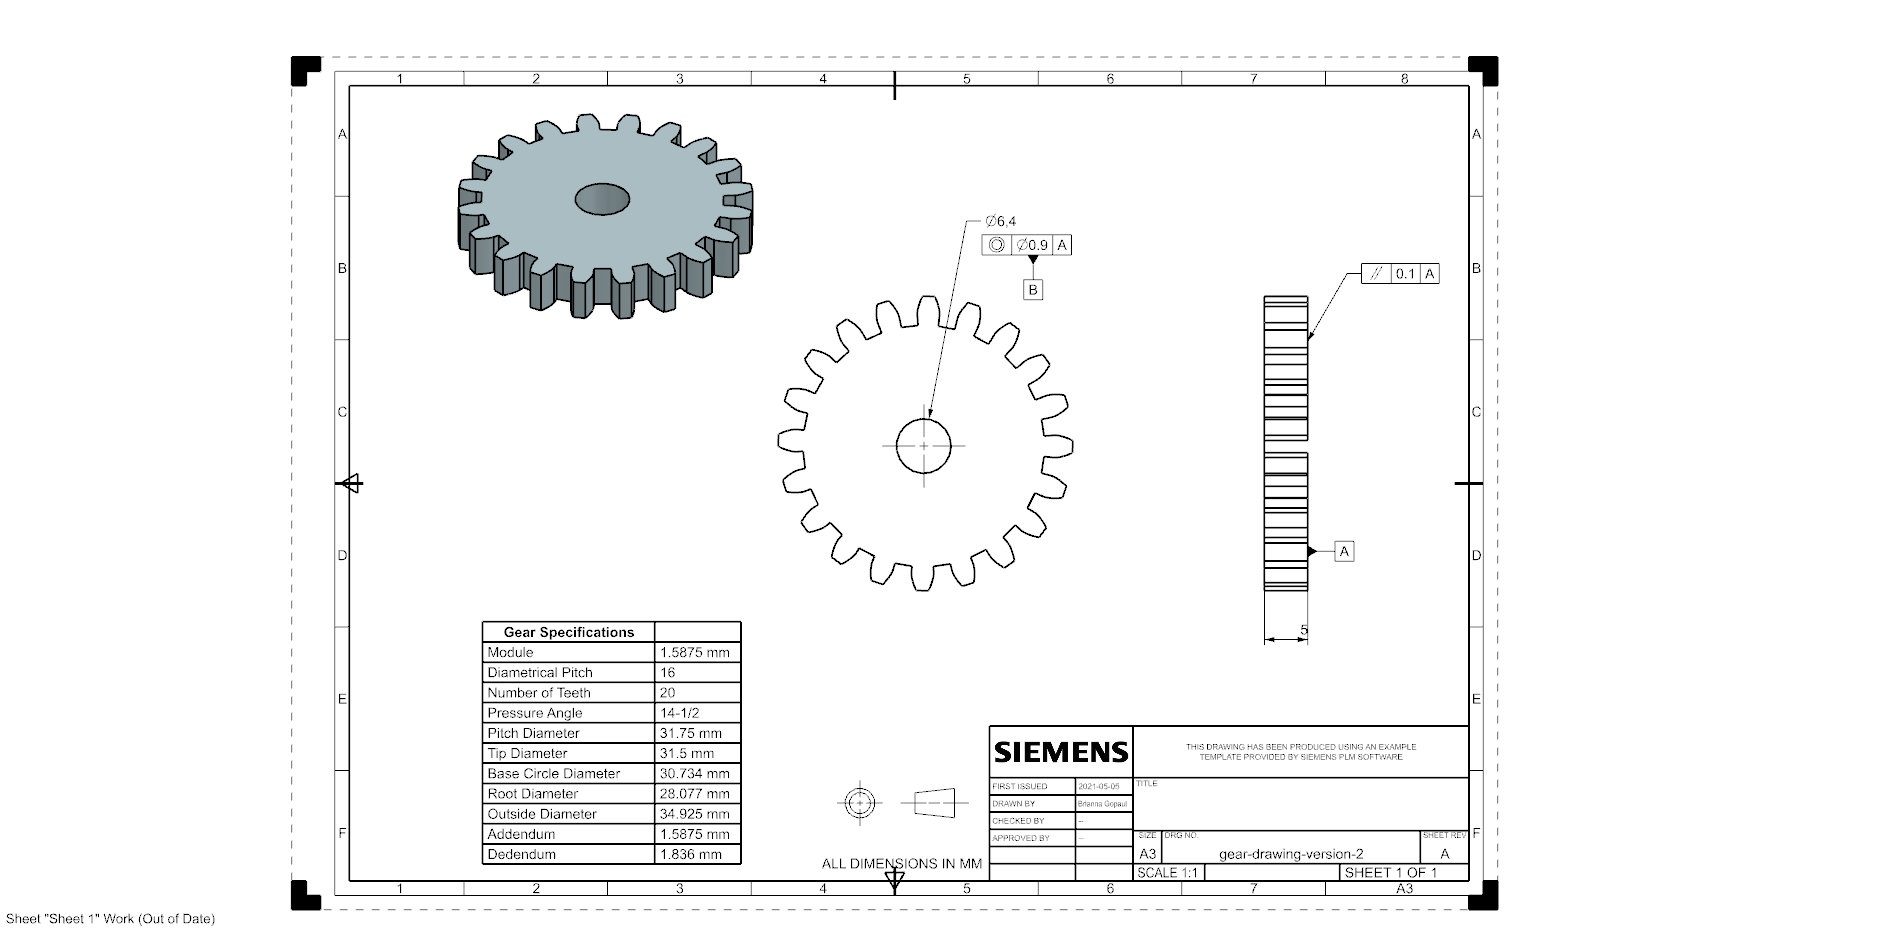 1 2 3 4 5 6 7 8
A A
B B
C C
D D
E E
F F
∅6,4
◎ ∅0.9 A
B
// 0.1 A
A
5
Gear Specifications
Module 1.5875 mm
Diametrical Pitch 16
Number of Teeth 20
Pressure Angle 14-1/2
Pitch Diameter 31.75 mm
Tip Diameter 31.5 mm
Base Circle Diameter 30.734 mm
Root Diameter 28.077 mm
Outside Diameter 34.925 mm
Addendum 1.5875 mm
Dedendum 1.836 mm
ALL DIMENSIONS IN MM
SIEMENS
THIS DRAWING HAS BEEN PRODUCED USING AN EXAMPLE
TEMPLATE PROVIDED BY SIEMENS PLM SOFTWARE
FIRST ISSUED 2021-05-05
DRAWN BY Brianna Gopaul
CHECKED BY –
APPROVED BY –
TITLE
SIZE DRG NO. SHEET REV
A3 gear-drawing-version-2 A
SCALE 1:1 SHEET 1 OF 1
1 2 3 4 5 6 7 A3
Sheet "Sheet 1" Work (Out of Date)